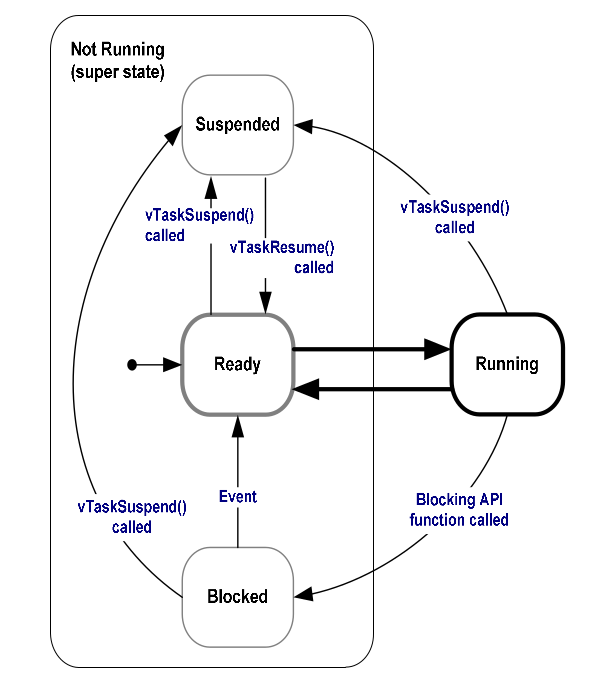 Not Running
(super state)
Suspended
vTaskSuspend()
called
vTaskSuspend()
called
vTaskResume()
called
Ready
Running
Event
Blocking API
function called
vTaskSuspend()
called
Blocked